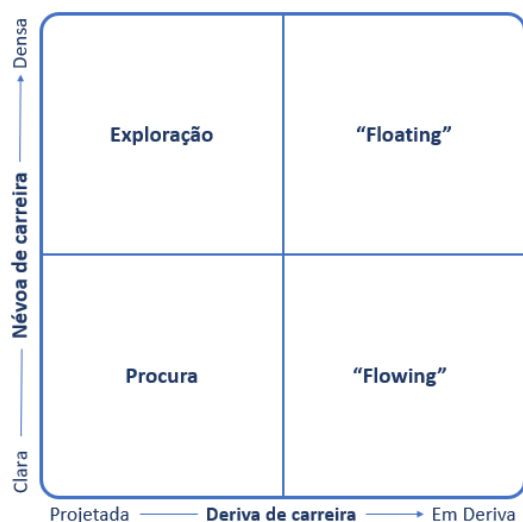 Densa
Exploração
“Floating”
Névoa de carreira
Procura
“Flowing”
Clara
Projetada
Deriva de carreira
Em Deriva